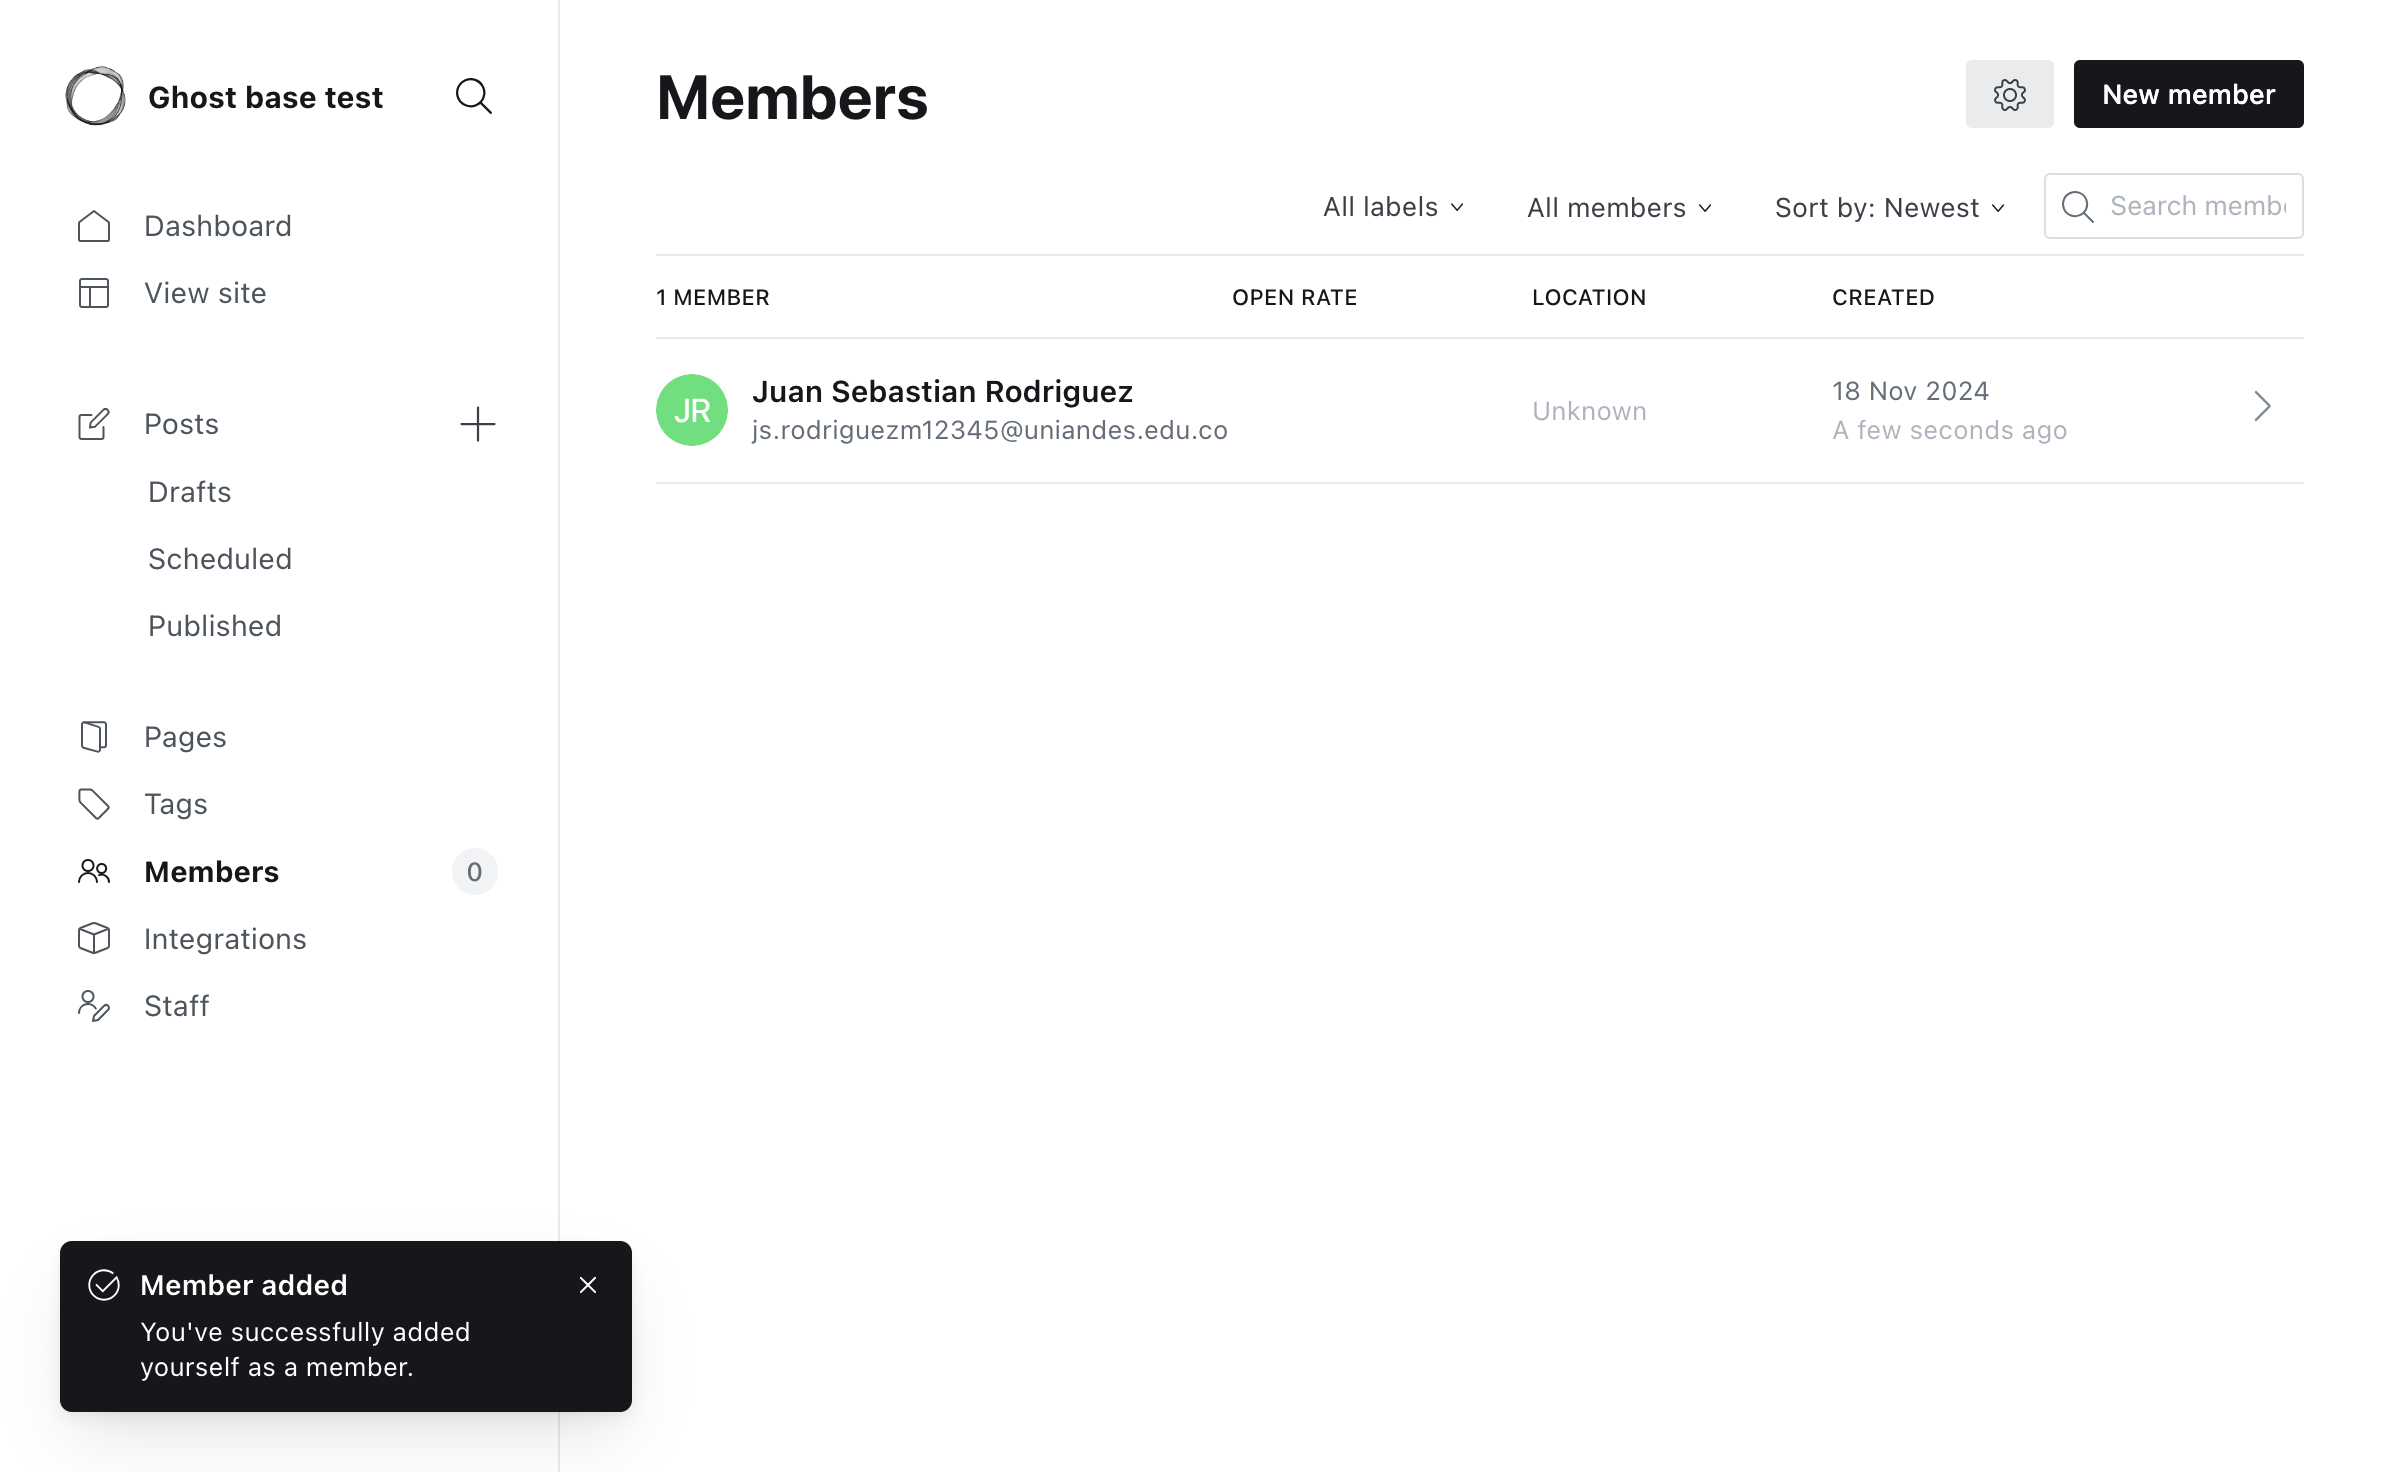 Ghost base test
Dashboard
View site
Posts
Drafts
Scheduled
Published
Pages
Tags
Members 0
Integrations
Staff
Members
New member
All labels All members Sort by: Newest Search memb
1 MEMBER OPEN RATE LOCATION CREATED
JR Juan Sebastian Rodriguez 18 Nov 2024
js.rodriguezm12345@uniandes.edu.co Unknown A few seconds ago
Member added
You've successfully added
yourself as a member.